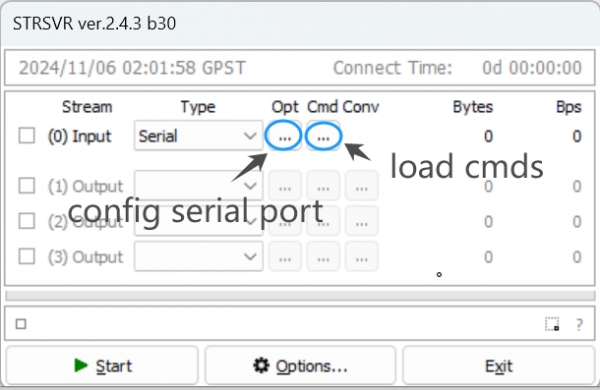 STRSVR ver.2.4.3 b30
2024/11/06 02:01:58 GPST Connect Time: 0d 00:00:00
Stream Type Opt Cmd Conv Bytes Bps
(0) Input Serial ... ... 0 0
load cmds
(1) Output ... ... ... 0 0
config serial port
(2) Output ... ... ... 0 0
(3) Output ... ... ... 0 0
?
Start Options... Exit